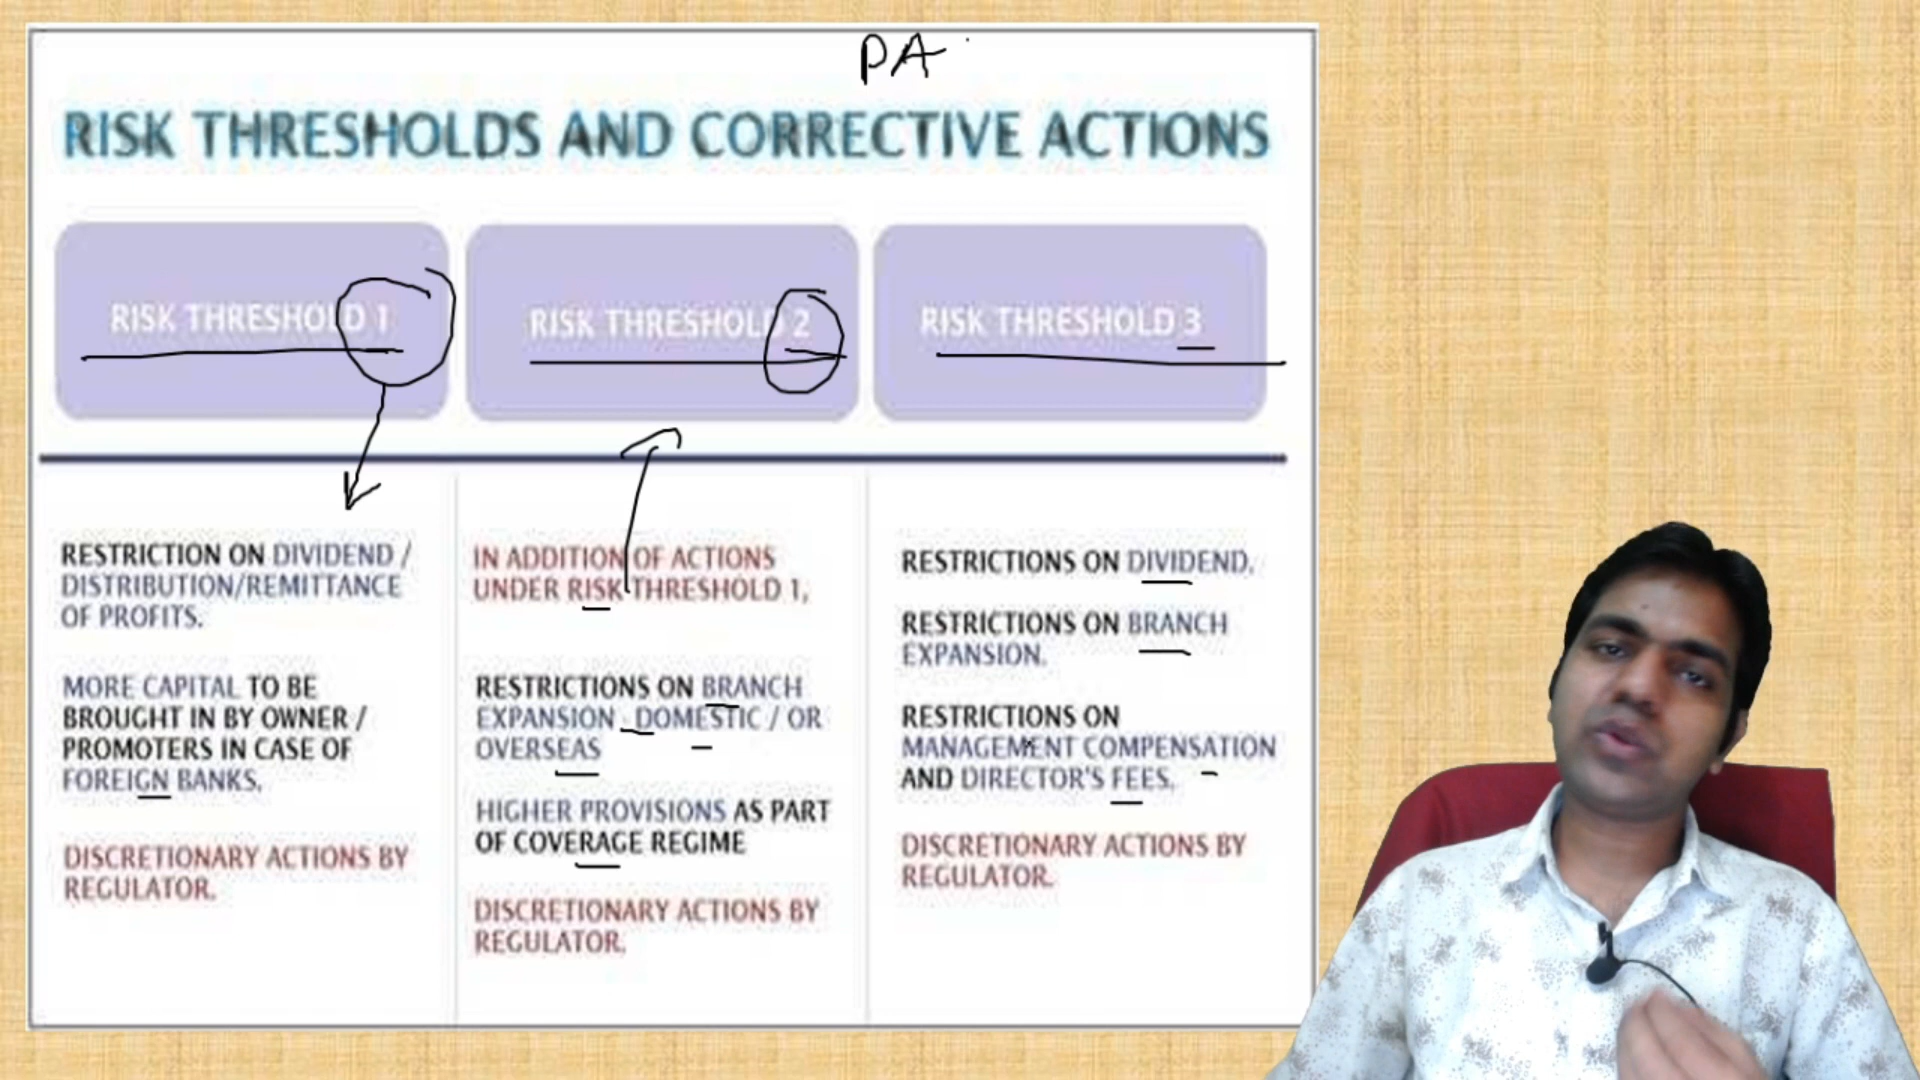 PA
RISK THRESHOLDS AND CORRECTIVE ACTIONS
RISK THRESHOLD 1
RISK THRESHOLD 2
RISK THRESHOLD 3
RESTRICTION ON DIVIDEND /
DISTRIBUTION/REMITTANCE
OF PROFITS.
MORE CAPITAL TO BE
BROUGHT IN BY OWNER /
PROMOTERS IN CASE OF
FOREIGN BANKS.
DISCRETIONARY ACTIONS BY
REGULATOR.
IN ADDITION OF ACTIONS
UNDER RISK THRESHOLD 1,
RESTRICTIONS ON BRANCH
EXPANSION - DOMESTIC / OR
OVERSEAS
HIGHER PROVISIONS AS PART
OF COVERAGE REGIME
DISCRETIONARY ACTIONS BY
REGULATOR.
RESTRICTIONS ON DIVIDEND.
RESTRICTIONS ON BRANCH
EXPANSION.
RESTRICTIONS ON
MANAGEMENT COMPENSATION
AND DIRECTOR'S FEES.
DISCRETIONARY ACTIONS BY
REGULATOR.